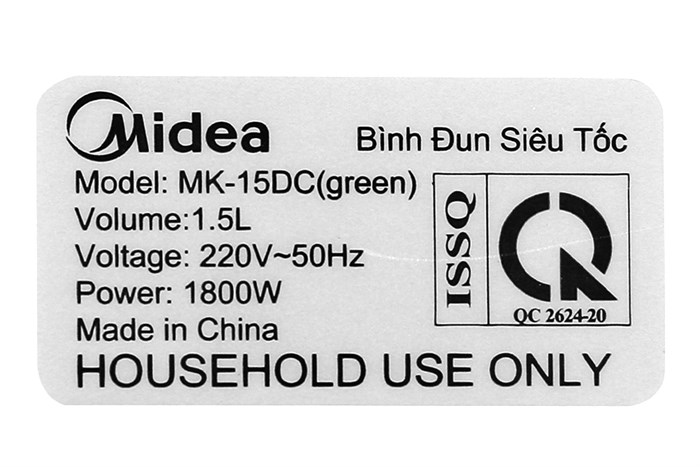 Midea Bình Đun Siêu Tốc
Model: MK-15DC(green)
Volume:1.5L
Voltage: 220V~50Hz
Power: 1800W
Made in China
ISSQ
QC 2624-20
HOUSEHOLD USE ONLY